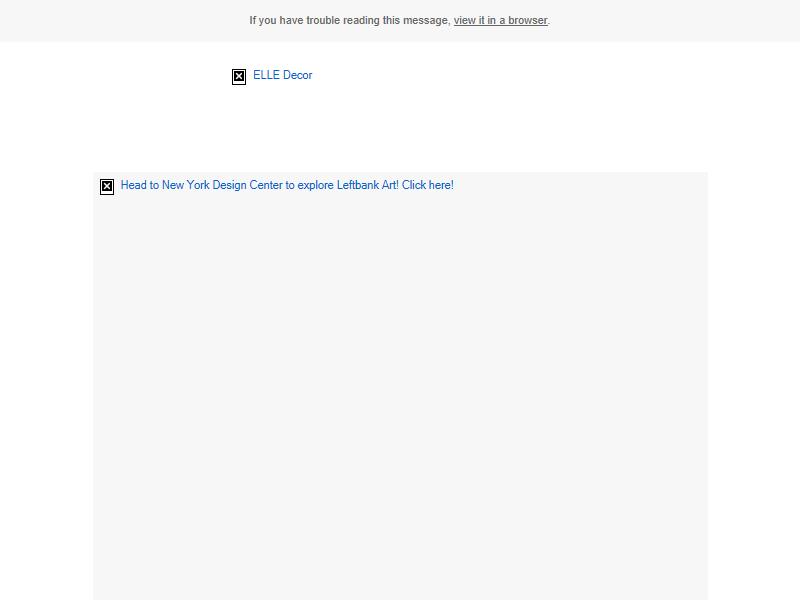 If you have trouble reading this message, view it in a browser.
ELLE Decor
Head to New York Design Center to explore Leftbank Art! Click here!